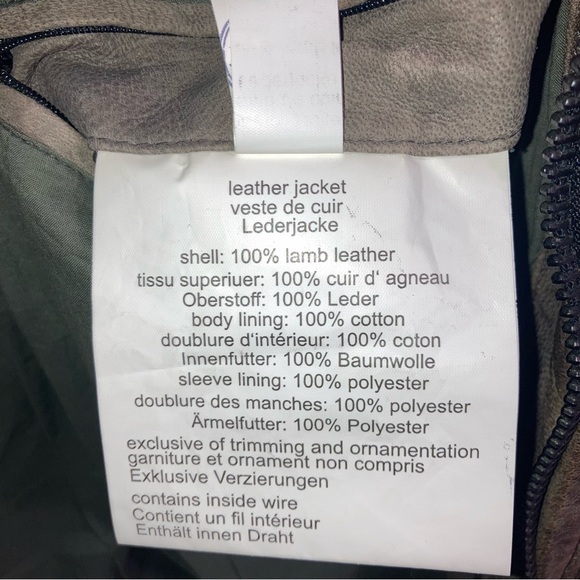 leather jacket
veste de cuir
Lederjacke
shell: 100% lamb leather
tissu superiuer: 100% cuir d‘ agneau
Oberstoff: 100% Leder
body lining: 100% cotton
doublure d‘intérieur: 100% coton
Innenfutter: 100% Baumwolle
sleeve lining: 100% polyester
doublure des manches: 100% polyester
Ärmelfutter: 100% Polyester
exclusive of trimming and ornamentation
garniture et ornament non compris
Exklusive Verzierungen
contains inside wire
Contient un fil intérieur
Enthält innen Draht